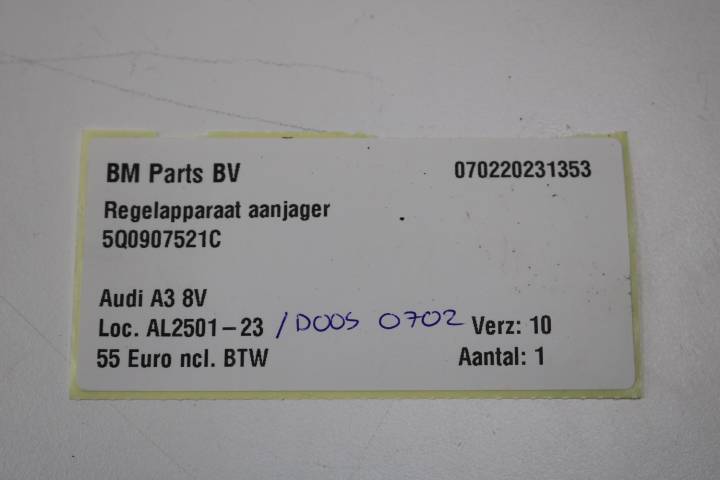 BM Parts BV 070220231353
Regelapparaat aanjager
5Q0907521C
Audi A3 8V
Loc. AL2501-23 /DOOS 0702 Verz: 10
55 Euro ncl. BTW Aantal: 1